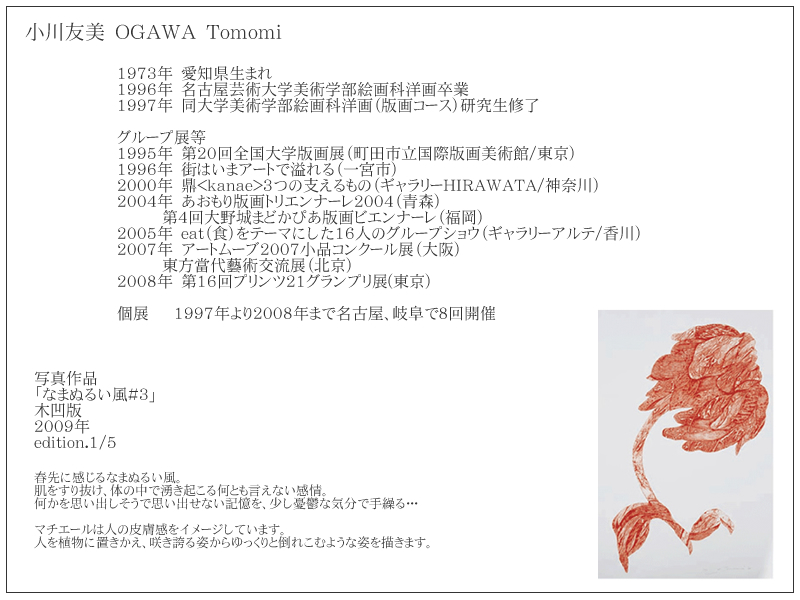 小川友美 OGAWA Tomomi
1973年 愛知県生まれ
1996年 名古屋芸術大学美術学部絵画科洋画卒業
1997年 同大学美術学部絵画科洋画(版画コース)研究生修了
グループ展等
1995年 第20回全国大学版画展(町田市立国際版画美術館/東京)
1996年 街はいまアートで溢れる(一宮市)
2000年 鼎<kanae>3つの支えるもの(ギャラリーHIRAWATA/神奈川)
2004年 あおもり版画トリエンナーレ2004(青森)
第4回大野城まどかぴあ版画ビエンナーレ(福岡)
2005年 eat(食)をテーマにした16人のグループショウ(ギャラリーアルテ/香川)
2007年 アートムーブ2007小品コンクール展(大阪)
東方當代藝術交流展(北京)
2008年 第16回プリンツ21グランプリ展(東京)
個展 1997年より2008年まで名古屋、岐阜で8回開催
写真作品
「なまぬるい風#3」
木凹版
2009年
edition.1/5
春先に感じるなまぬるい風。
肌をすり抜け、体の中で湧き起こる何とも言えない感情。
何かを思い出しそうで思い出せない記憶を、少し憂鬱な気分で手繰る…
マチエールは人の皮膚感をイメージしています。
人を植物に置きかえ、咲き誇る姿からゆっくりと倒れこむような姿を描きます。